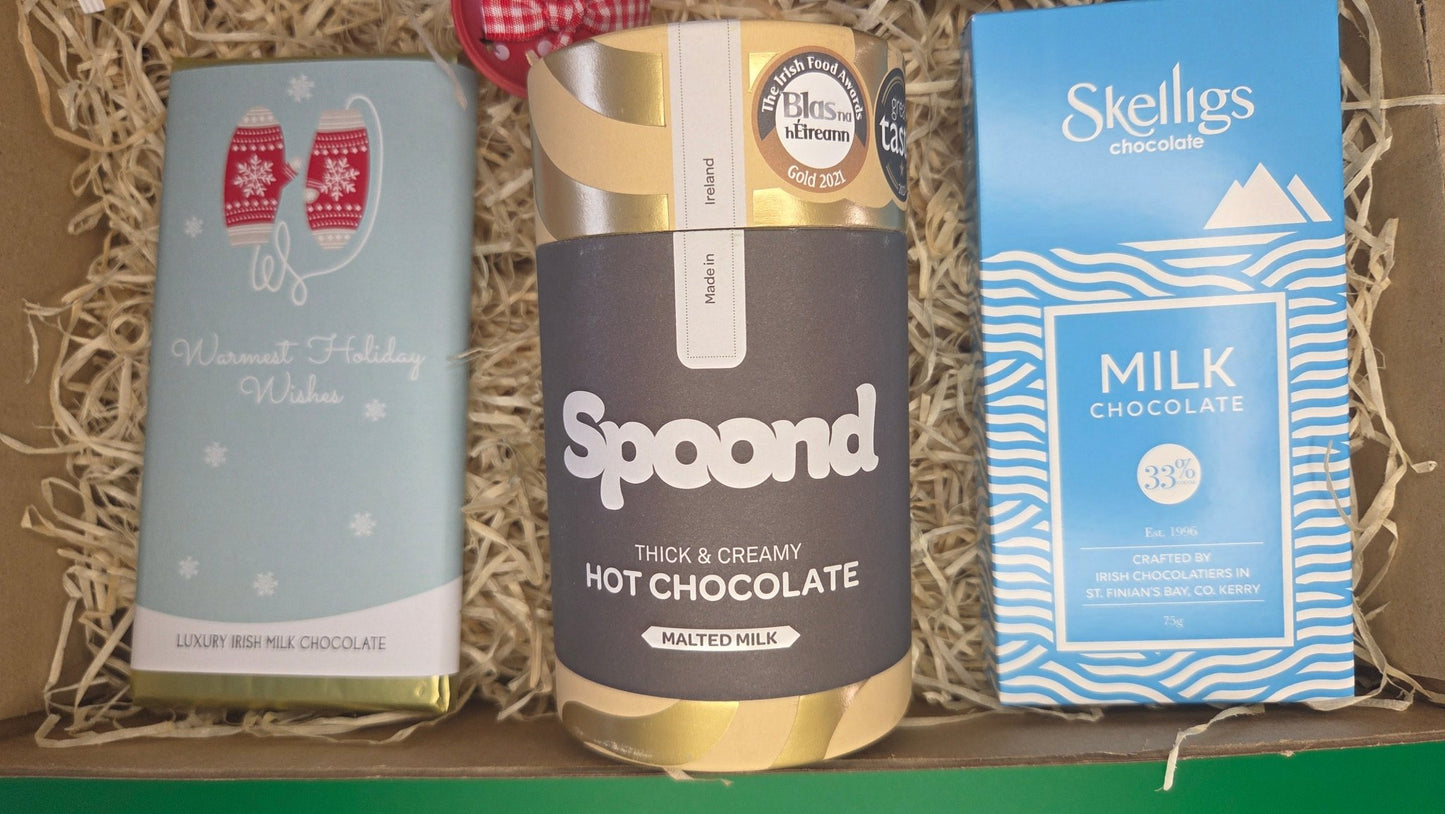 Warmest Holiday
Wishes
LUXURY IRISH MILK CHOCOLATE
The Irish Food Awards
Blas na
hÉireann
Gold 2021
great
taste
Made in Ireland
Spoond
THICK & CREAMY
HOT CHOCOLATE
MALTED MILK
Skelligs
chocolate
MILK
CHOCOLATE
33%
COCOA
Est. 1996
CRAFTED BY
IRISH CHOCOLATIERS IN
ST. FINIAN'S BAY, CO. KERRY
75g